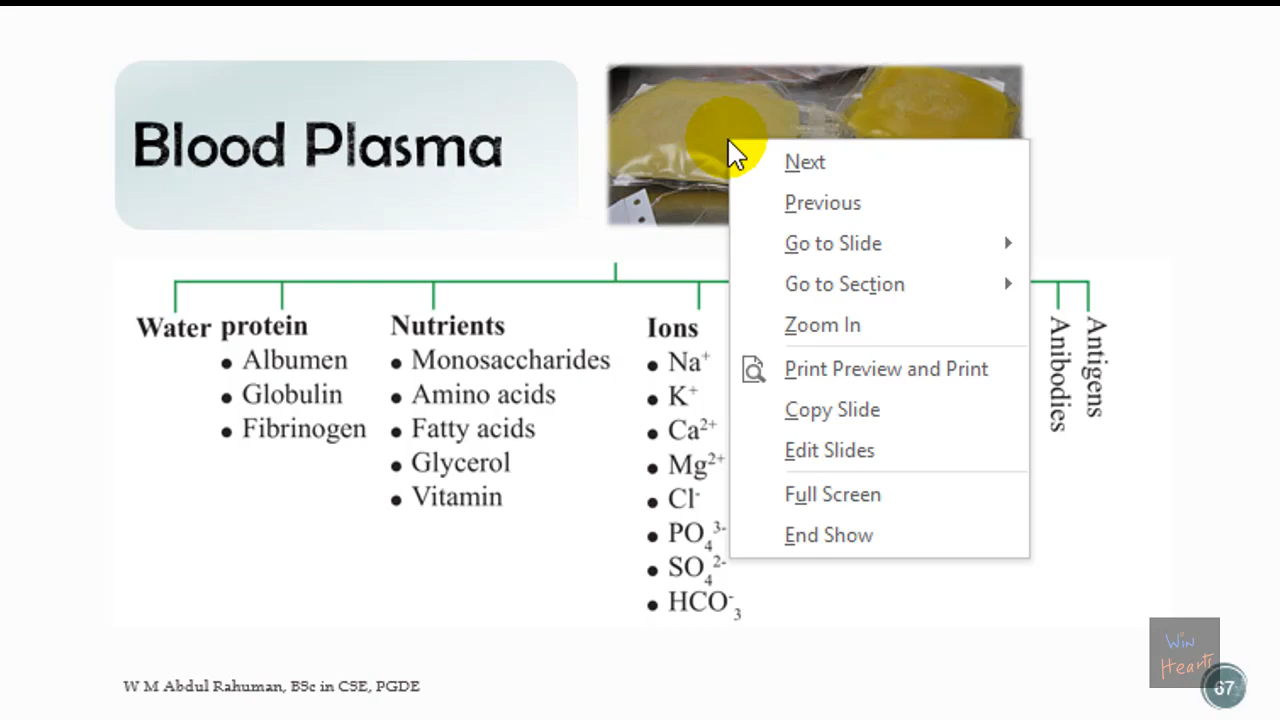 Blood Plasma
Next
Previous
Go to Slide
Go to Section
Zoom In
Print Preview and Print
Copy Slide
Edit Slides
Full Screen
End Show
Water
protein
• Albumen
• Globulin
• Fibrinogen
Nutrients
• Monosaccharides
• Amino acids
• Fatty acids
• Glycerol
• Vitamin
Ions
• Na⁺
• K⁺
• Ca²⁺
• Mg²⁺
• Cl⁻
• PO₄³⁻
• SO₄²⁻
• HCO⁻₃
Anibodies
Antigens
W M Abdul Rahuman, BSc in CSE, PGDE
Win
Hearts
67